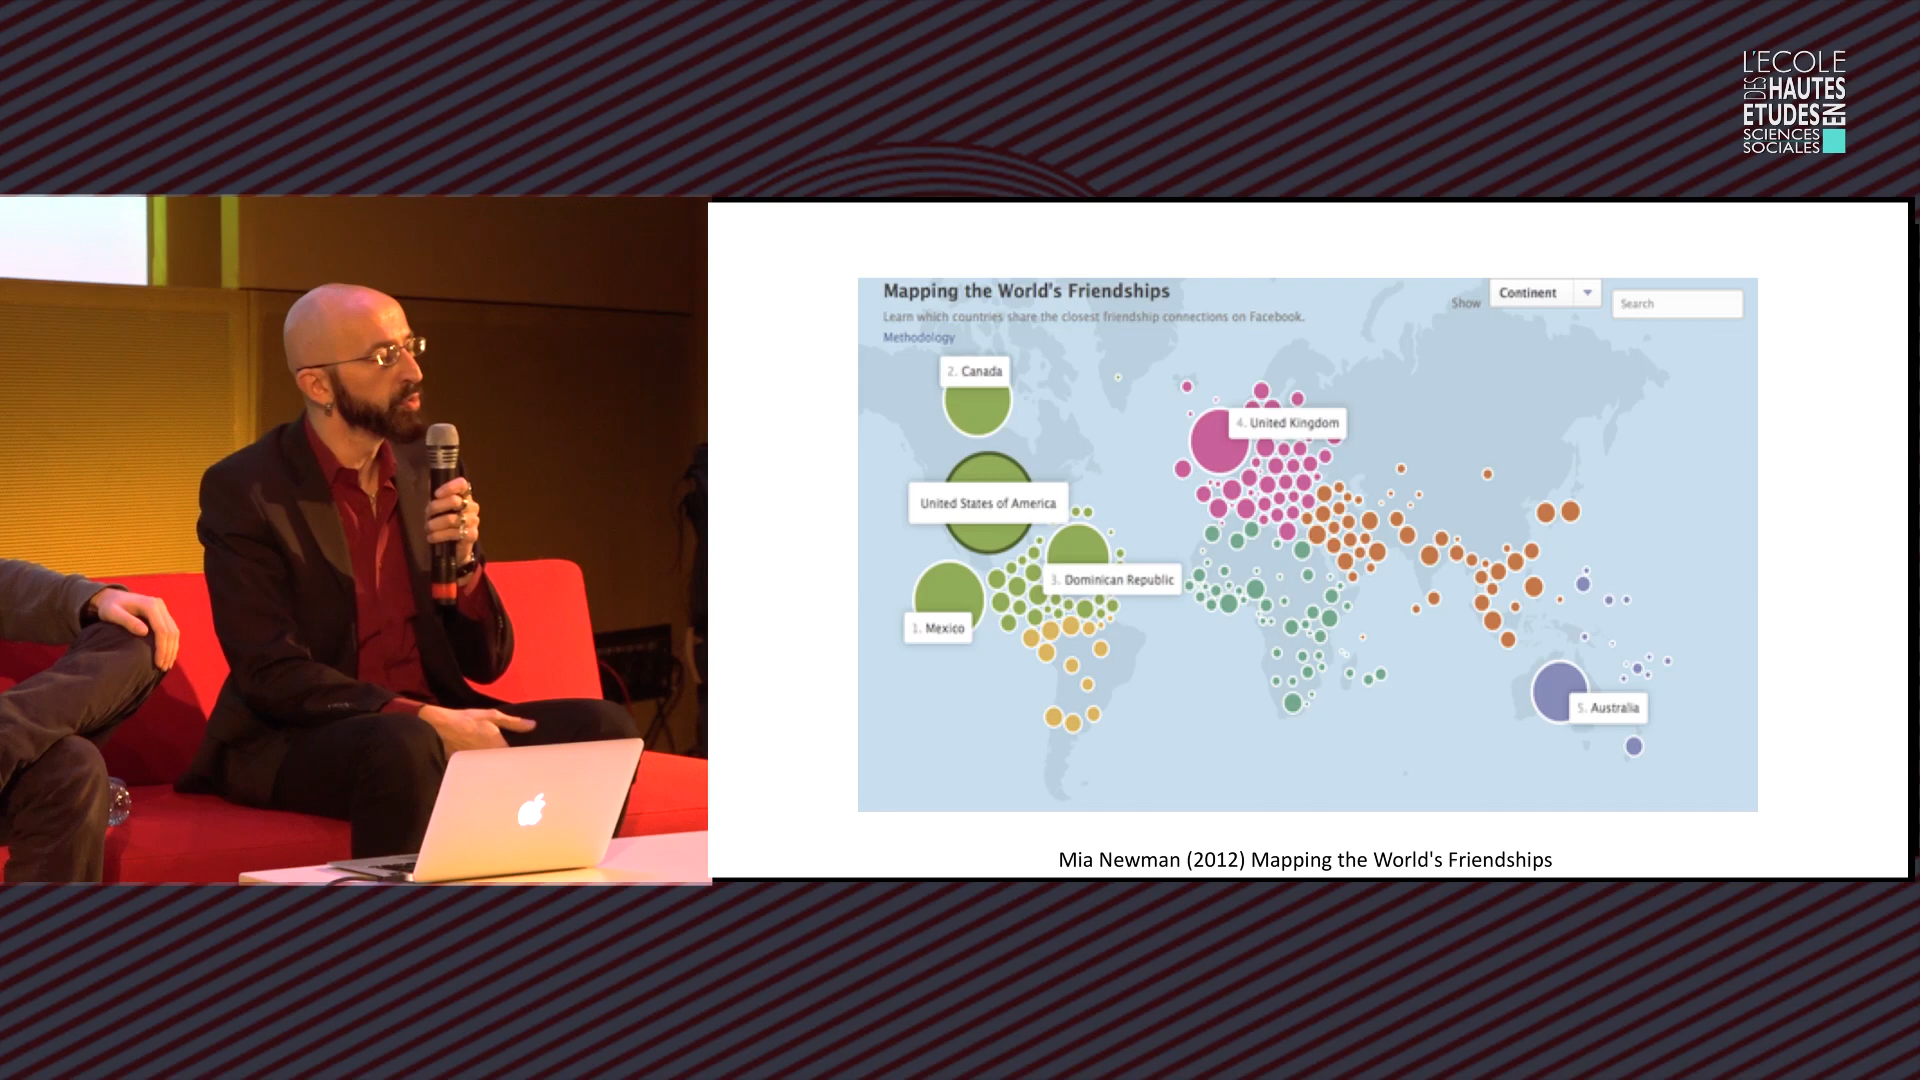 L'ECOLE
DES HAUTES
ETUDES EN
SCIENCES
SOCIALES
Mapping the World's Friendships
Learn which countries share the closest friendship connections on Facebook.
Methodology
Show
Continent
Search
2. Canada
4. United Kingdom
United States of America
3. Dominican Republic
1. Mexico
5. Australia
Mia Newman (2012) Mapping the World's Friendships